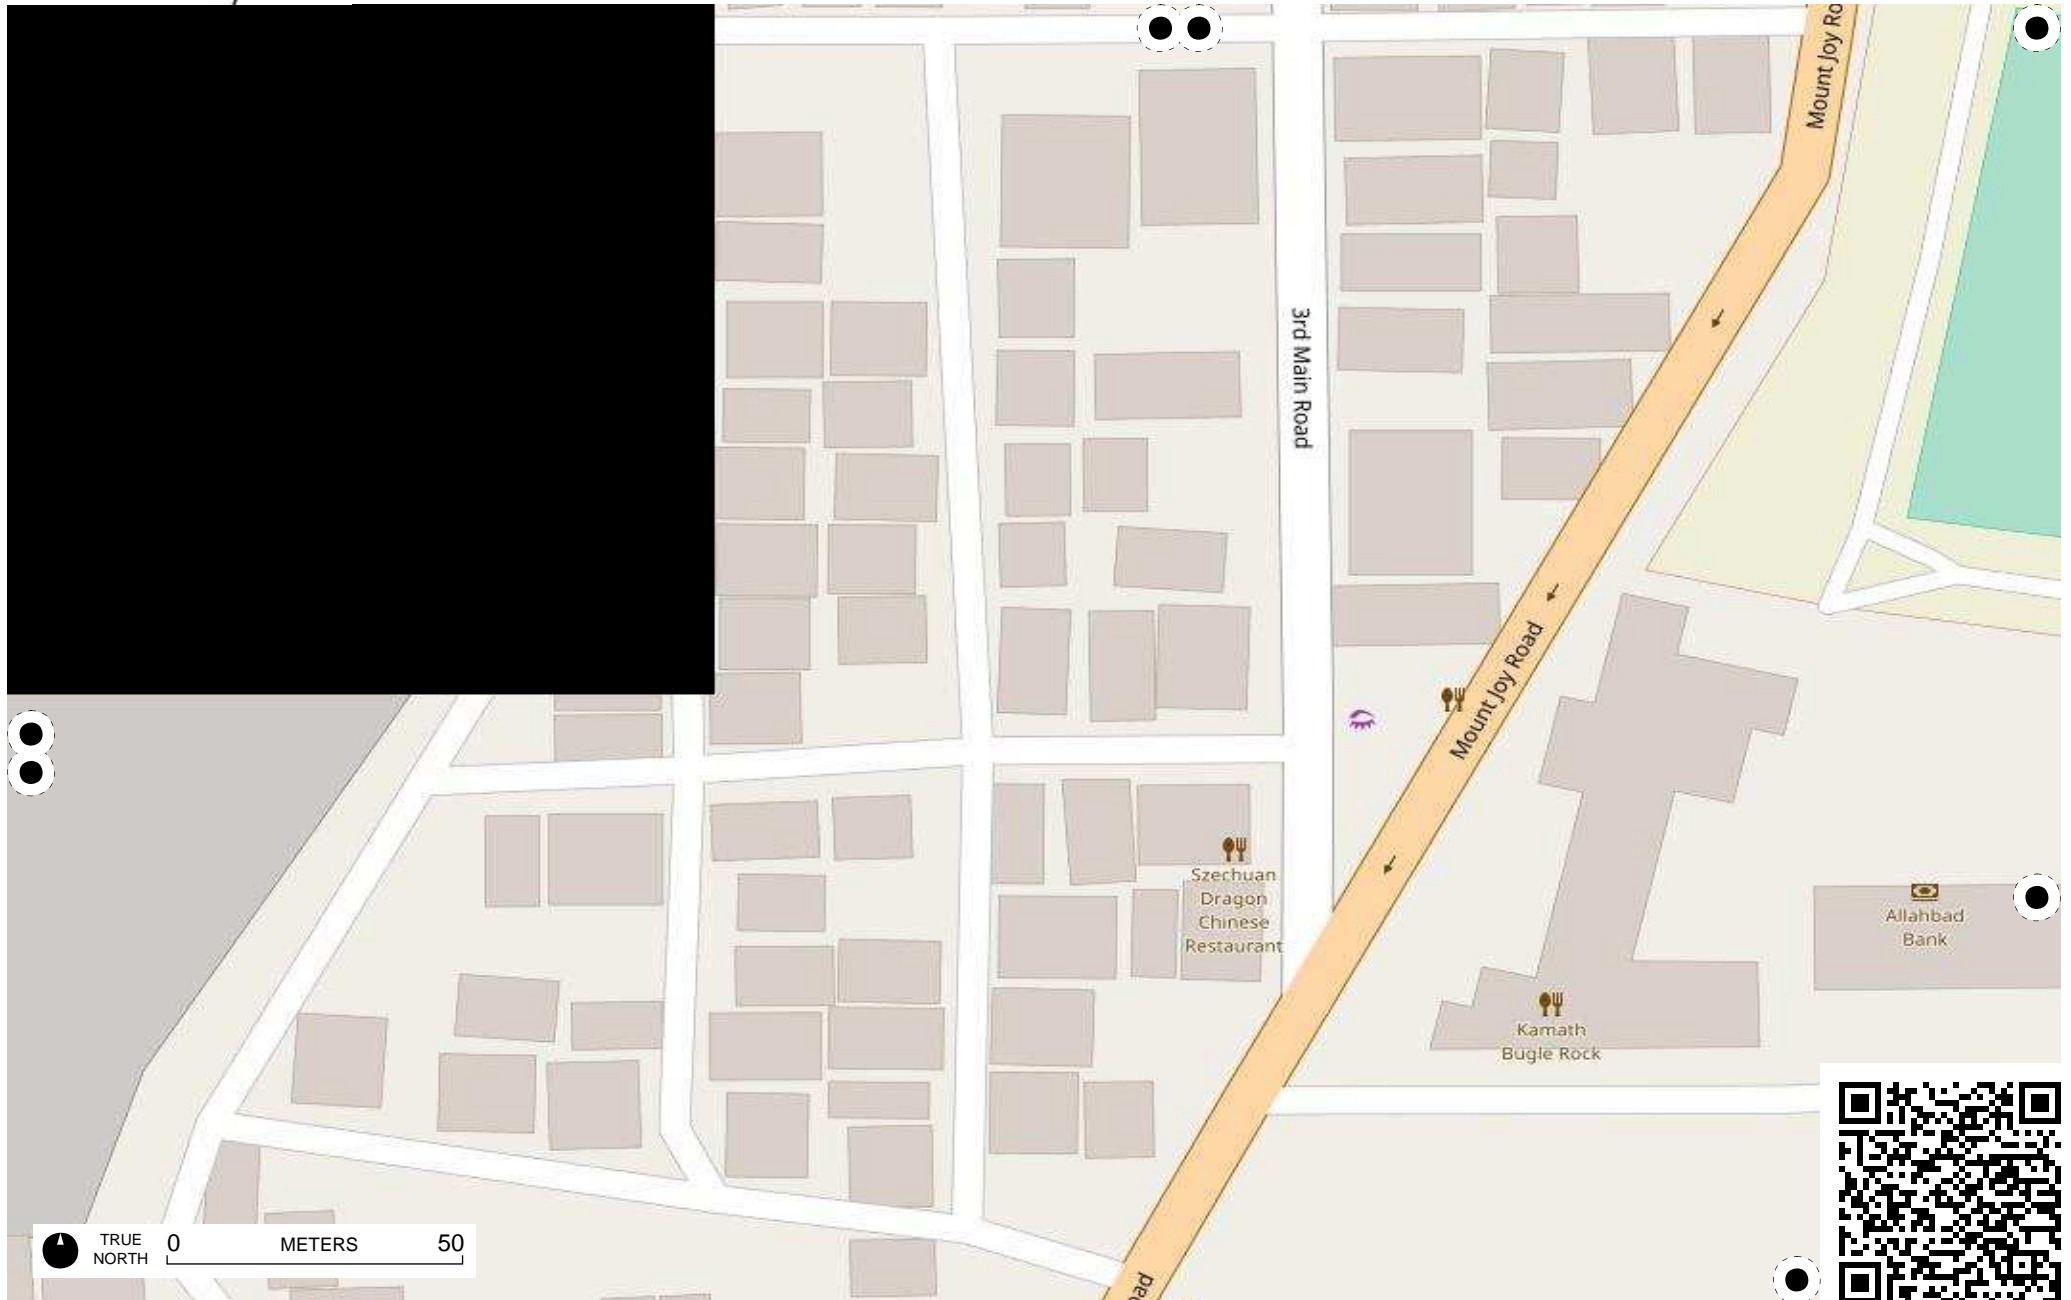 Mount Joy Ro
3rd Main Road
Mount Joy Road
Szechuan
Dragon
Chinese
Restaurant
Allahbad
Bank
Kamath
Bugle Rock
TRUE
NORTH
0 METERS 50
oad